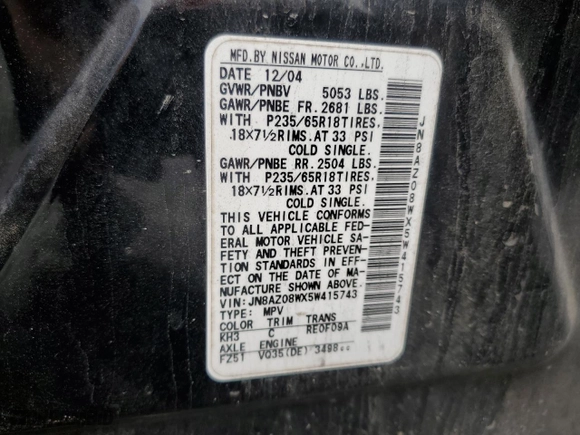 MFD.BY NISSAN MOTOR CO.,LTD.
DATE 12/04
GVWR/PNBV 5053 LBS.
GAWR/PNBE FR. 2681 LBS.
WITH P235/65R18TIRES.
18X7½RIMS.AT 33 PSI
COLD SINGLE.
GAWR/PNBE RR. 2504 LBS.
WITH P235/65R18TIRES.
18X7½RIMS.AT 33 PSI
COLD SINGLE.
THIS VEHICLE CONFORMS
TO ALL APPLICABLE FED-
ERAL MOTOR VEHICLE SA-
FETY AND THEFT PREVEN-
TION STANDARDS IN EFF-
ECT ON THE DATE OF MA-
NUFACTURE SHOWN ABOVE.
VIN: JN8AZ08WX5W415743
TYPE: MPV
COLOR TRIM TRANS
KH3 C RE0F09A
AXLE ENGINE
FZ51 VQ35(DE) 3498cc
JN8AZ08WX5W415743